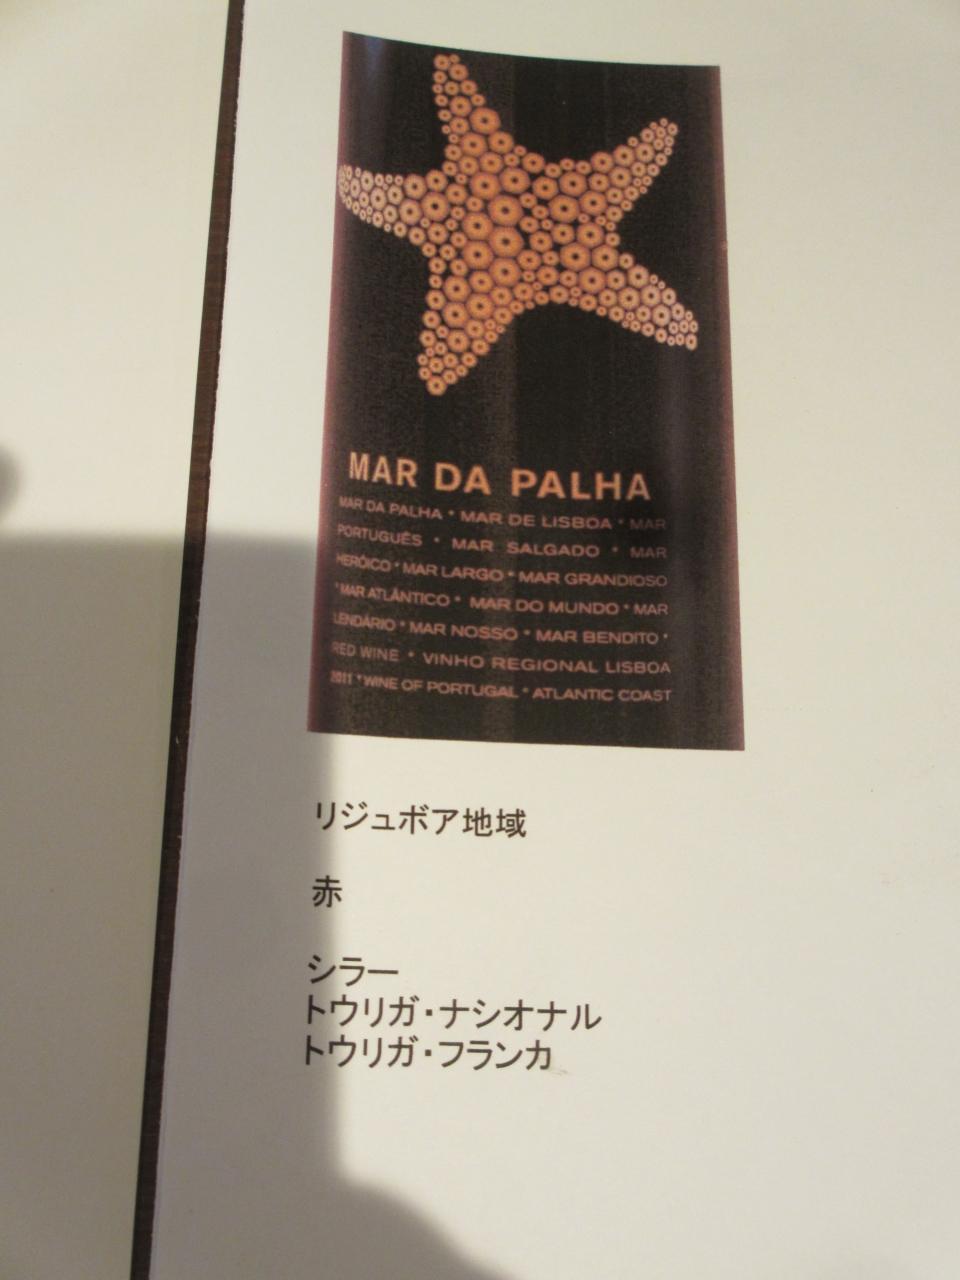 MAR DA PALHA
MAR DA PALHA * MAR DE LISBOA * MAR
PORTUGUÊS * MAR SALGADO * MAR
HERÓICO * MAR LARGO * MAR GRANDIOSO
* MAR ATLÂNTICO * MAR DO MUNDO * MAR
LENDÁRIO * MAR NOSSO * MAR BENDITO *
RED WINE * VINHO REGIONAL LISBOA
2011 * WINE OF PORTUGAL * ATLANTIC COAST
リジュボア地域
赤
シラー
トウリガ・ナシオナル
トウリガ・フランカ